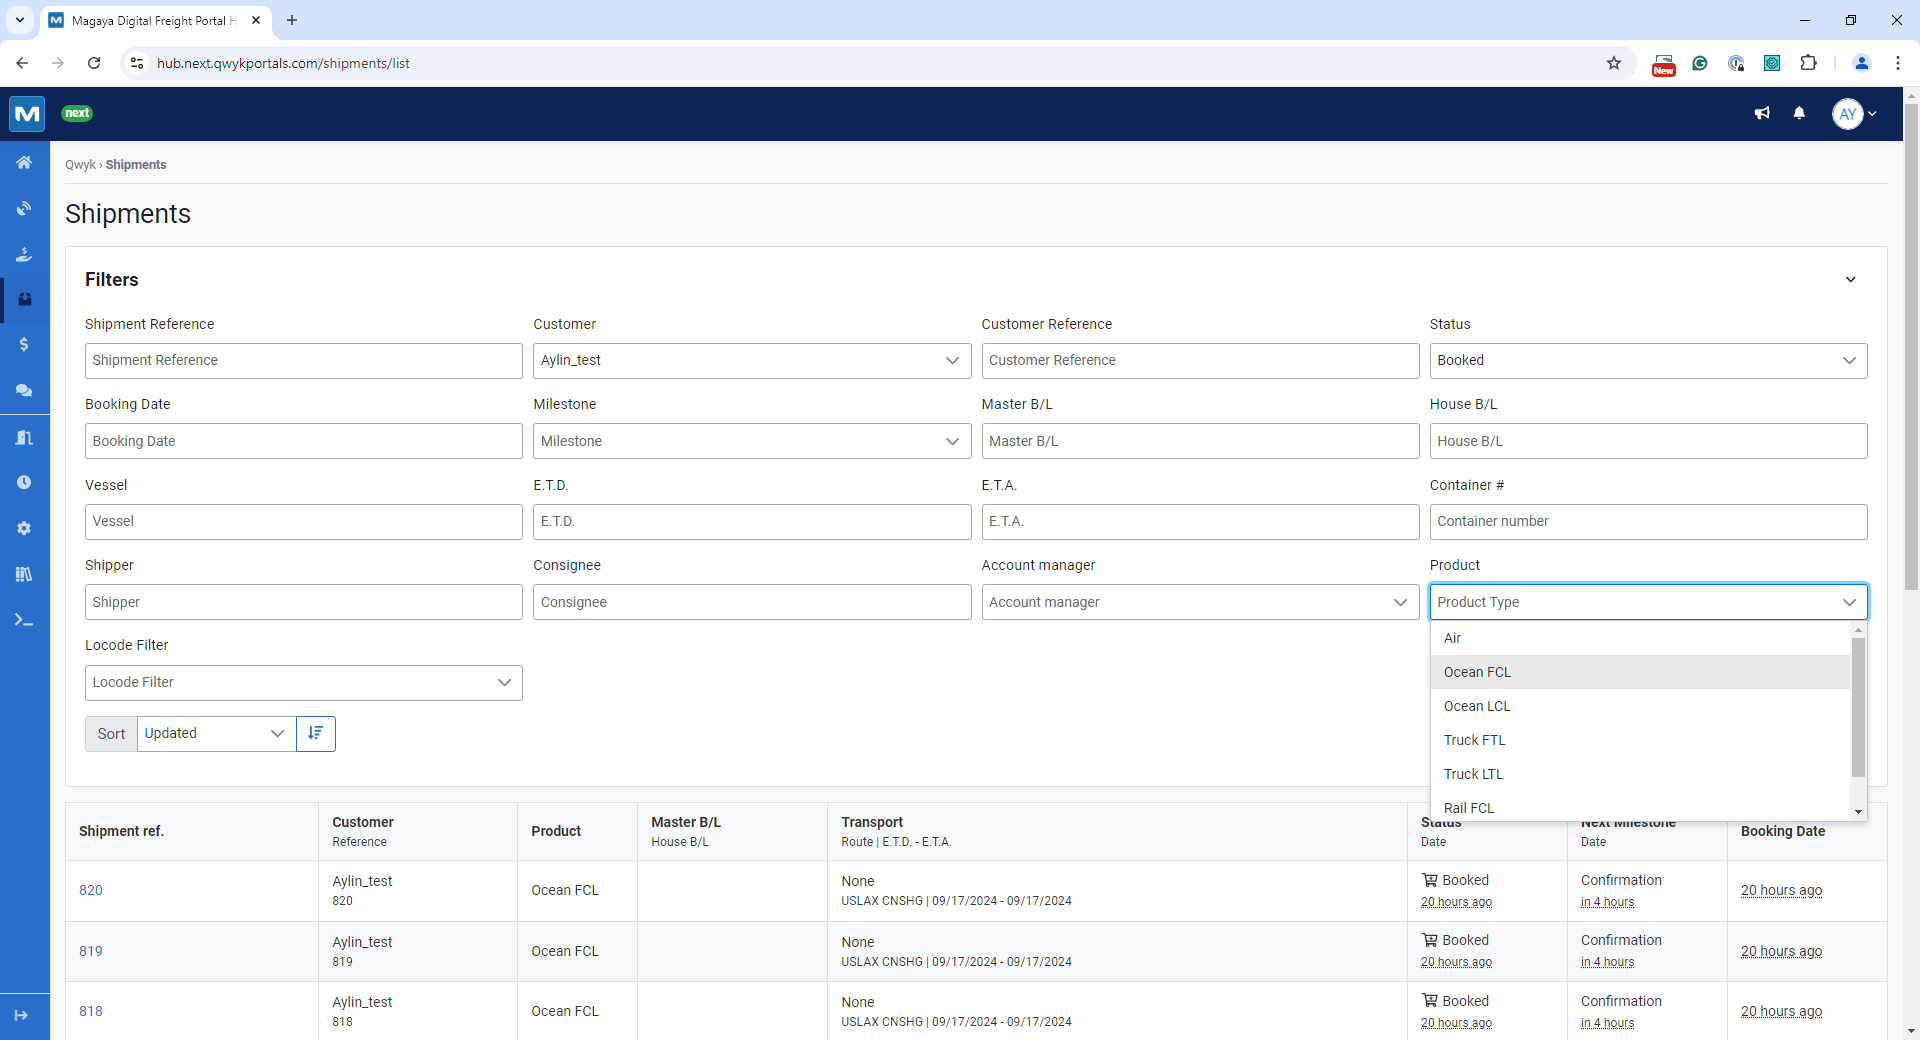 Magaya Digital Freight Portal H
hub.next.qwykportals.com/shipments/list
New
M
next
AY
Qwyk › Shipments
Shipments
Filters
Shipment Reference
Customer
Customer Reference
Status
Shipment Reference
Aylin_test
Customer Reference
Booked
Booking Date
Milestone
Master B/L
House B/L
Booking Date
Milestone
Master B/L
House B/L
Vessel
E.T.D.
E.T.A.
Container #
Vessel
E.T.D.
E.T.A.
Container number
Shipper
Consignee
Account manager
Product
Shipper
Consignee
Account manager
Product Type
Air
Ocean FCL
Ocean LCL
Truck FTL
Truck LTL
Rail FCL
Locode Filter
Locode Filter
Sort
Updated
Shipment ref.
Customer
Reference
Product
Master B/L
House B/L
Transport
Route | E.T.D. - E.T.A.
Status
Date
Next Milestone
Date
Booking Date
820
Aylin_test
820
Ocean FCL
None
USLAX CNSHG | 09/17/2024 - 09/17/2024
Booked
20 hours ago
Confirmation
in 4 hours
20 hours ago
819
Aylin_test
819
Ocean FCL
None
USLAX CNSHG | 09/17/2024 - 09/17/2024
Booked
20 hours ago
Confirmation
in 4 hours
20 hours ago
818
Aylin_test
818
Ocean FCL
None
USLAX CNSHG | 09/17/2024 - 09/17/2024
Booked
20 hours ago
Confirmation
in 4 hours
20 hours ago